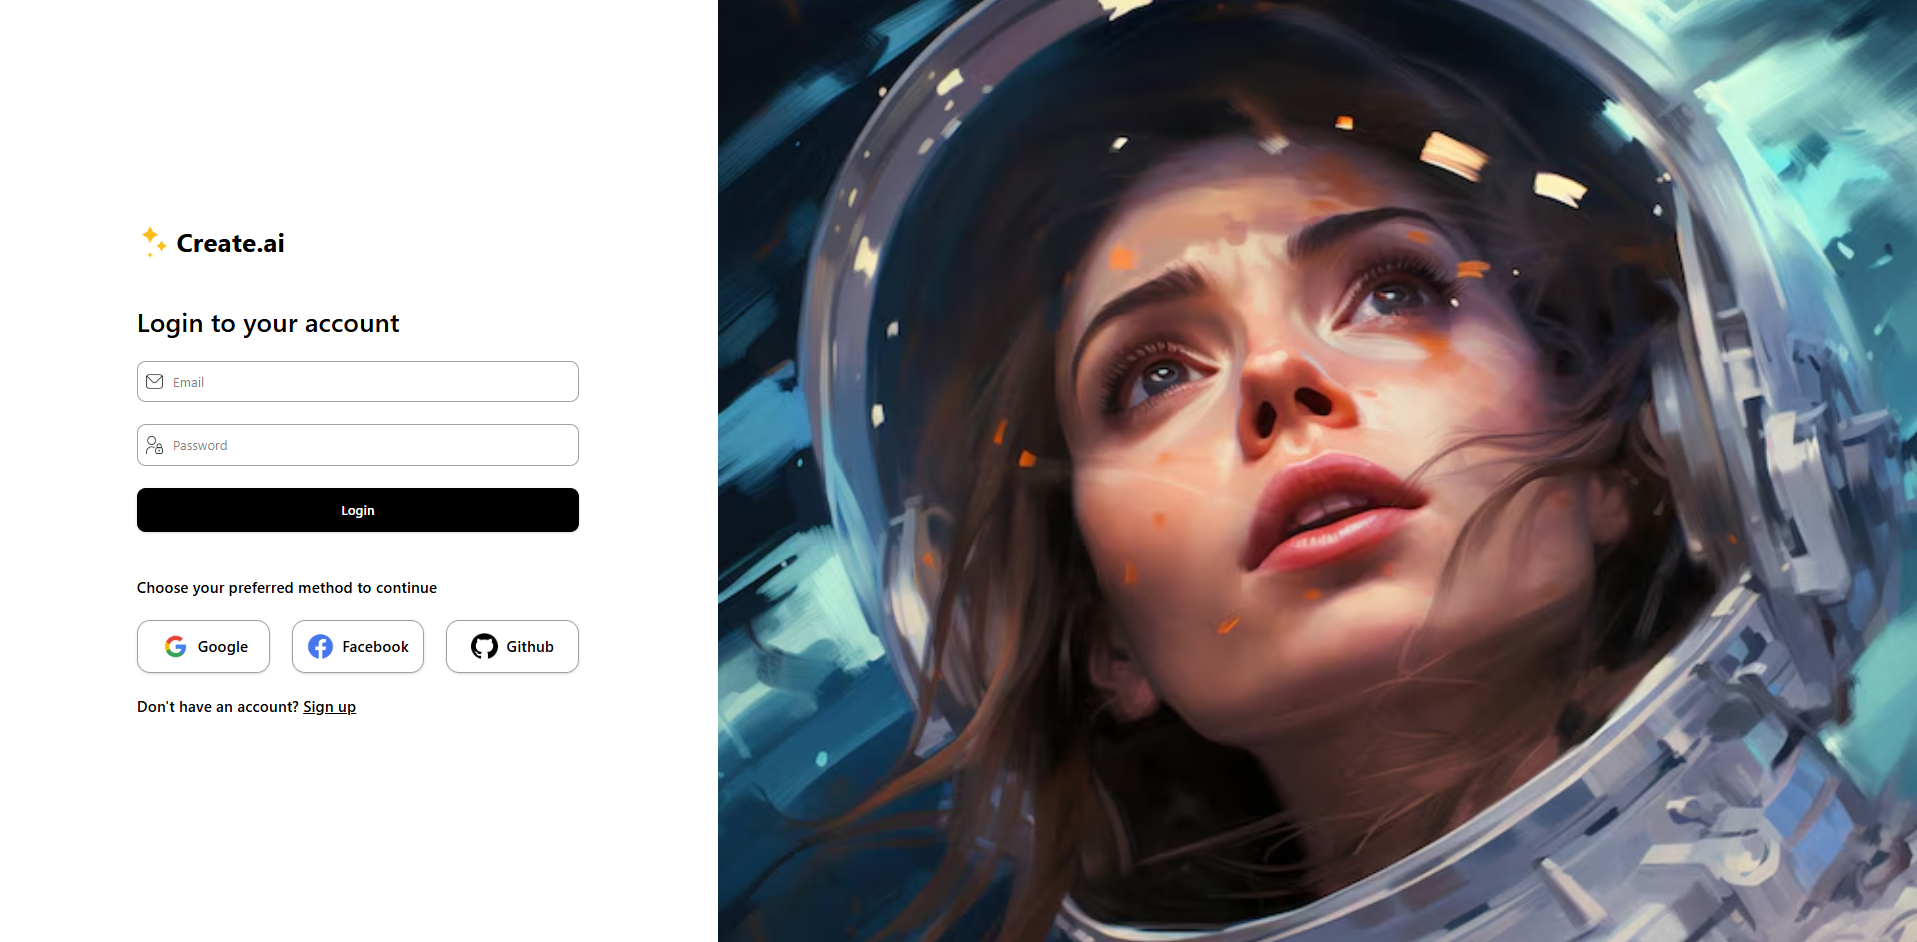 Create.ai
Login to your account
Email
Password
Login
Choose your preferred method to continue
Google
Facebook
Github
Don't have an account? Sign up